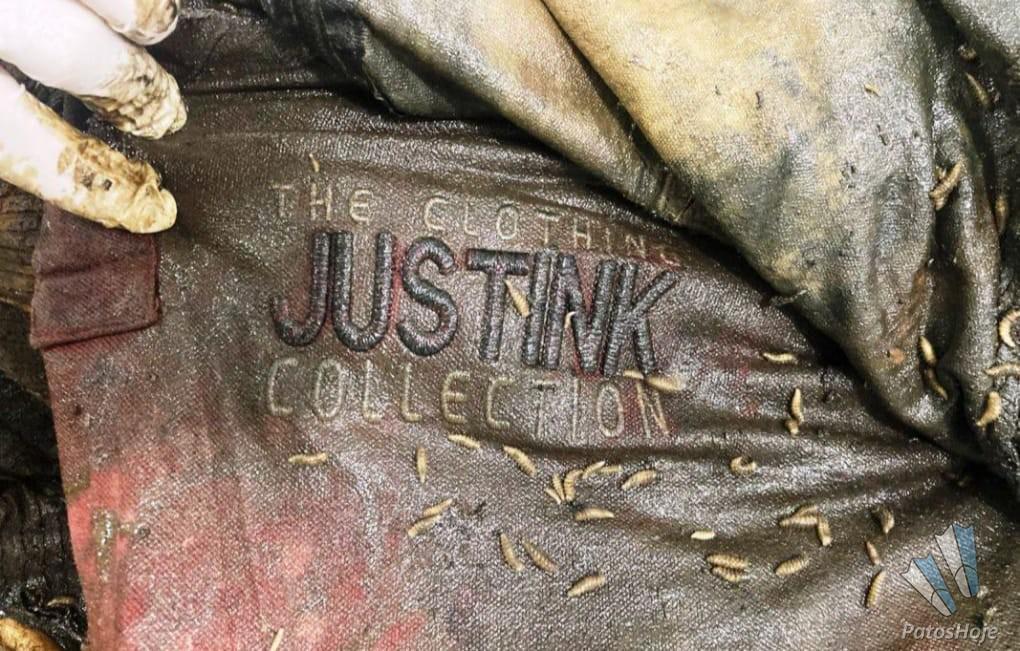 THE CLOTHING
JUSTINK
COLLECTION
PatosHoje